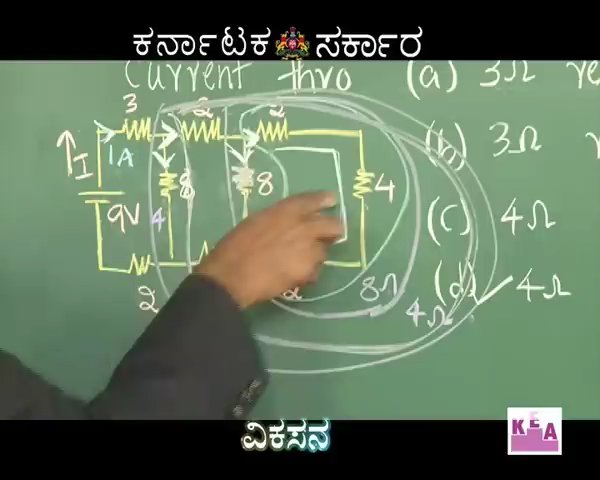 ಕರ್ನಾಟಕ ಸರ್ಕಾರ
Current thro (a) 3Ω
3 2 2
(b) 3Ω
I 1A
8 8 4
9V 4
(c) 4Ω
2 2 8Ω 4Ω (d) 4Ω
ವಿಕಸನ
KEA